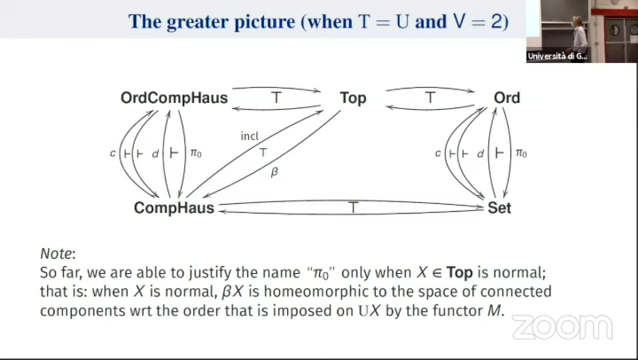 The greater picture (when T = U and V = 2)
Università di G...
OrdCompHaus ⊤ Top ⊤ Ord
incl
c ⊢ ⊢ d ⊢ π₀ ⊤ c ⊢ ⊢ d ⊢ π₀
β
CompHaus ⊤ Set
Note:
So far, we are able to justify the name “π₀” only when X ∈ Top is normal;
that is: when X is normal, βX is homeomorphic to the space of connected
components wrt the order that is imposed on UX by the functor M.
zoom